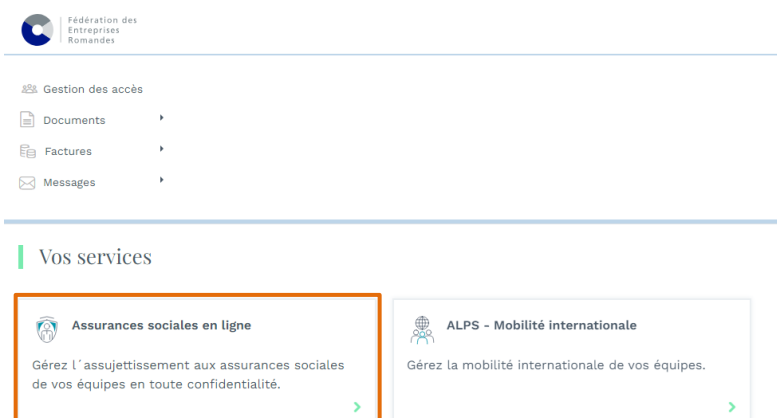 Fédération des
Entreprises
Romandes
Gestion des accès
Documents
Factures
Messages
Vos services
Assurances sociales en ligne
Gérez l´assujettissement aux assurances sociales
de vos équipes en toute confidentialité.
ALPS - Mobilité internationale
Gérez la mobilité internationale de vos équipes.